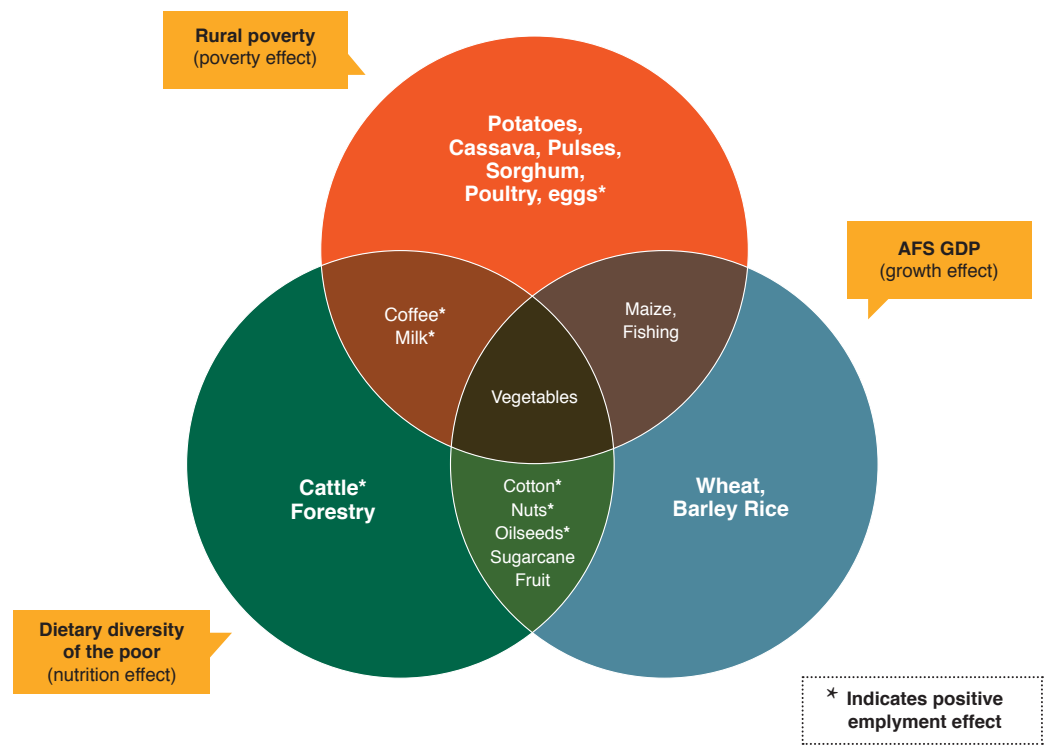 Rural poverty
(poverty effect)
Potatoes,
Cassava, Pulses,
Sorghum,
Poultry, eggs*
AFS GDP
(growth effect)
Coffee*
Milk*
Maize,
Fishing
Vegetables
Cattle*
Forestry
Cotton*
Nuts*
Oilseeds*
Sugarcane
Fruit
Wheat,
Barley Rice
Dietary diversity
of the poor
(nutrition effect)
* Indicates positive
emplyment effect